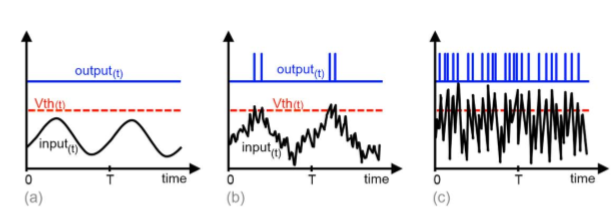 output(t)
Vth(t)
input(t)
0 T time
(a)
output(t)
Vth(t)
input(t)
0 T time
(b)
0 T time
(c)